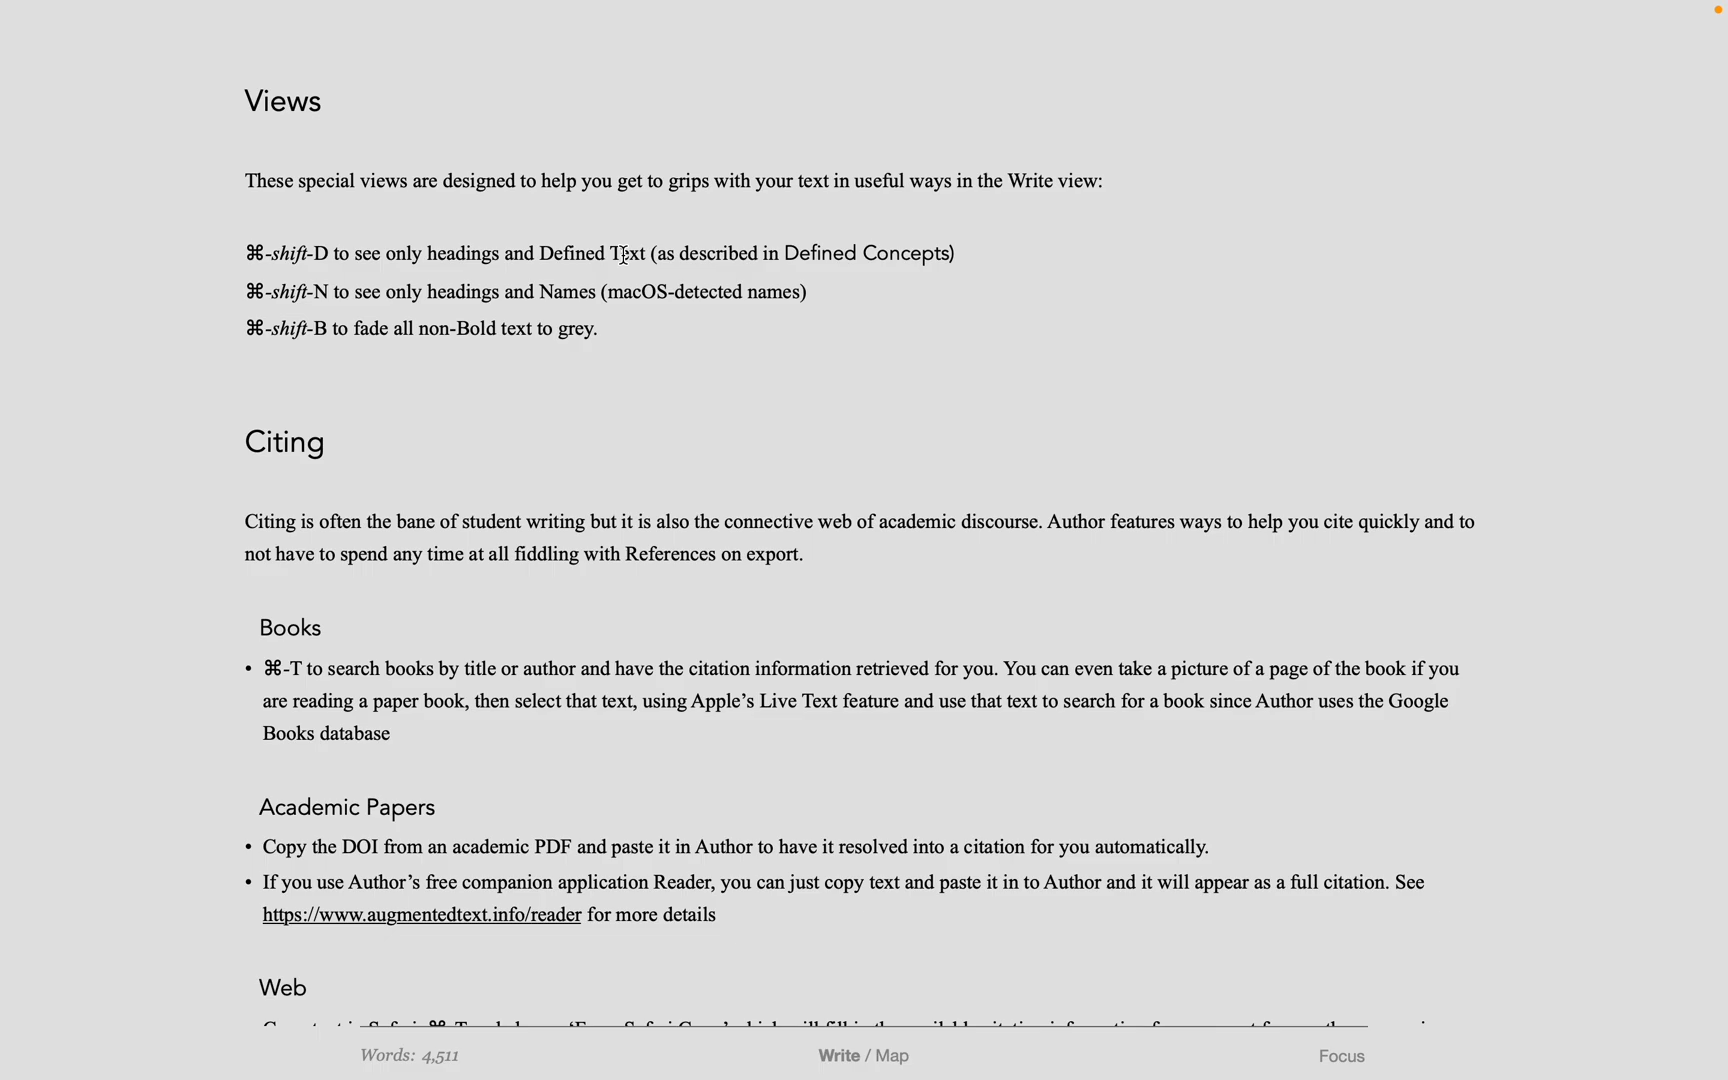 Views
These special views are designed to help you get to grips with your text in useful ways in the Write view:
⌘-shift-D to see only headings and Defined Text (as described in Defined Concepts)
⌘-shift-N to see only headings and Names (macOS-detected names)
⌘-shift-B to fade all non-Bold text to grey.
Citing
Citing is often the bane of student writing but it is also the connective web of academic discourse. Author features ways to help you cite quickly and to
not have to spend any time at all fiddling with References on export.
Books
• ⌘-T to search books by title or author and have the citation information retrieved for you. You can even take a picture of a page of the book if you
are reading a paper book, then select that text, using Apple’s Live Text feature and use that text to search for a book since Author uses the Google
Books database
Academic Papers
• Copy the DOI from an academic PDF and paste it in Author to have it resolved into a citation for you automatically.
• If you use Author’s free companion application Reader, you can just copy text and paste it in to Author and it will appear as a full citation. See
https://www.augmentedtext.info/reader for more details
Web
Words: 4,511
Write / Map
Focus